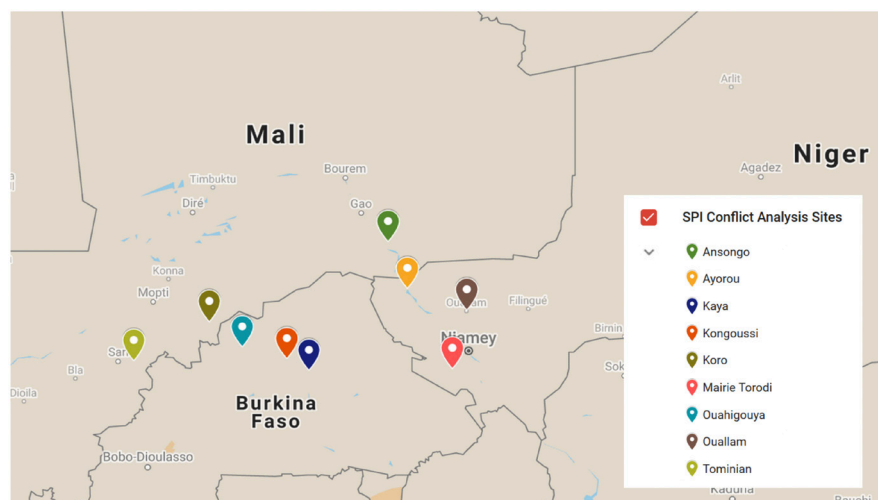 Arlit
Mali
Niger
Bourem
Agadez
Timbuktu
Diré
Gao
SPI Conflict Analysis Sites
Ansongo
Konna
Ayorou
Mopti
Filingué
Kaya
Kongoussi
Niamey
Koro
Bla
Mairie Torodi
Dioila
Burkina
Faso
Ouahigouya
Ouallam
Bobo-Dioulasso
Tominian
Kaduna